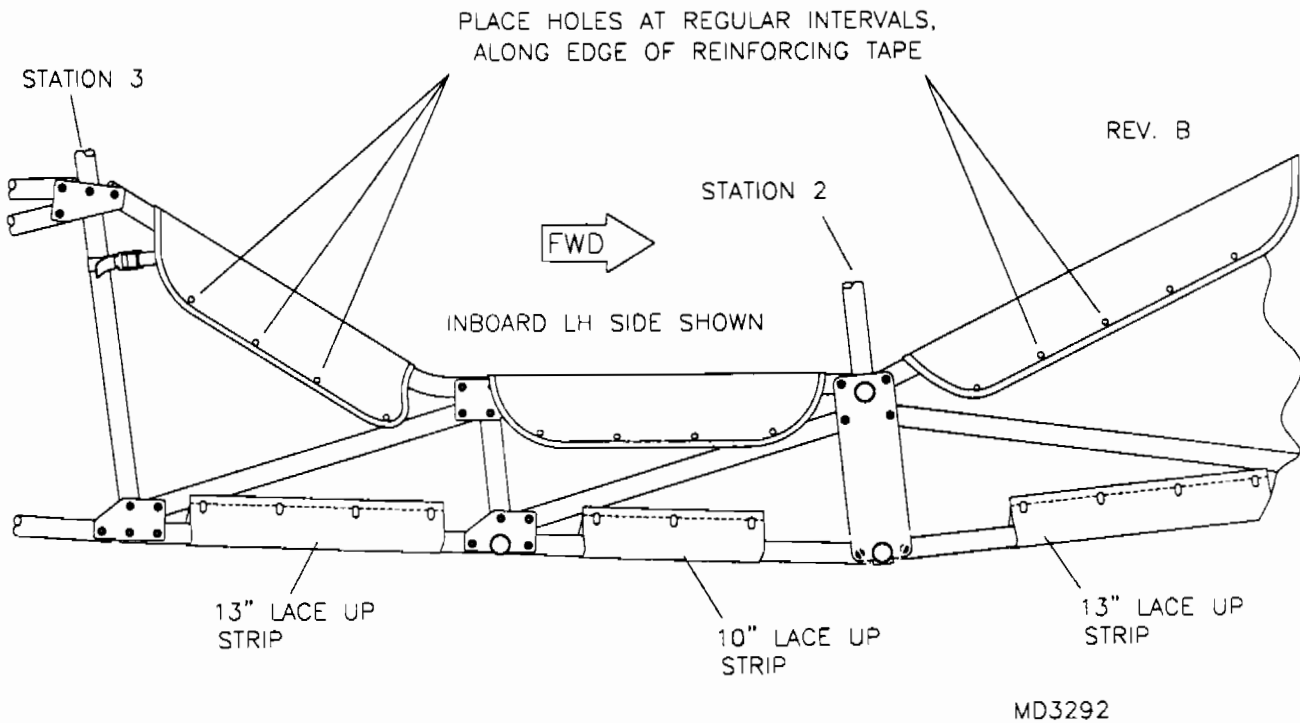 PLACE HOLES AT REGULAR INTERVALS,
ALONG EDGE OF REINFORCING TAPE
STATION 3
REV. B
STATION 2
FWD
INBOARD LH SIDE SHOWN
13" LACE UP
STRIP
10" LACE UP
STRIP
13" LACE UP
STRIP
MD3292